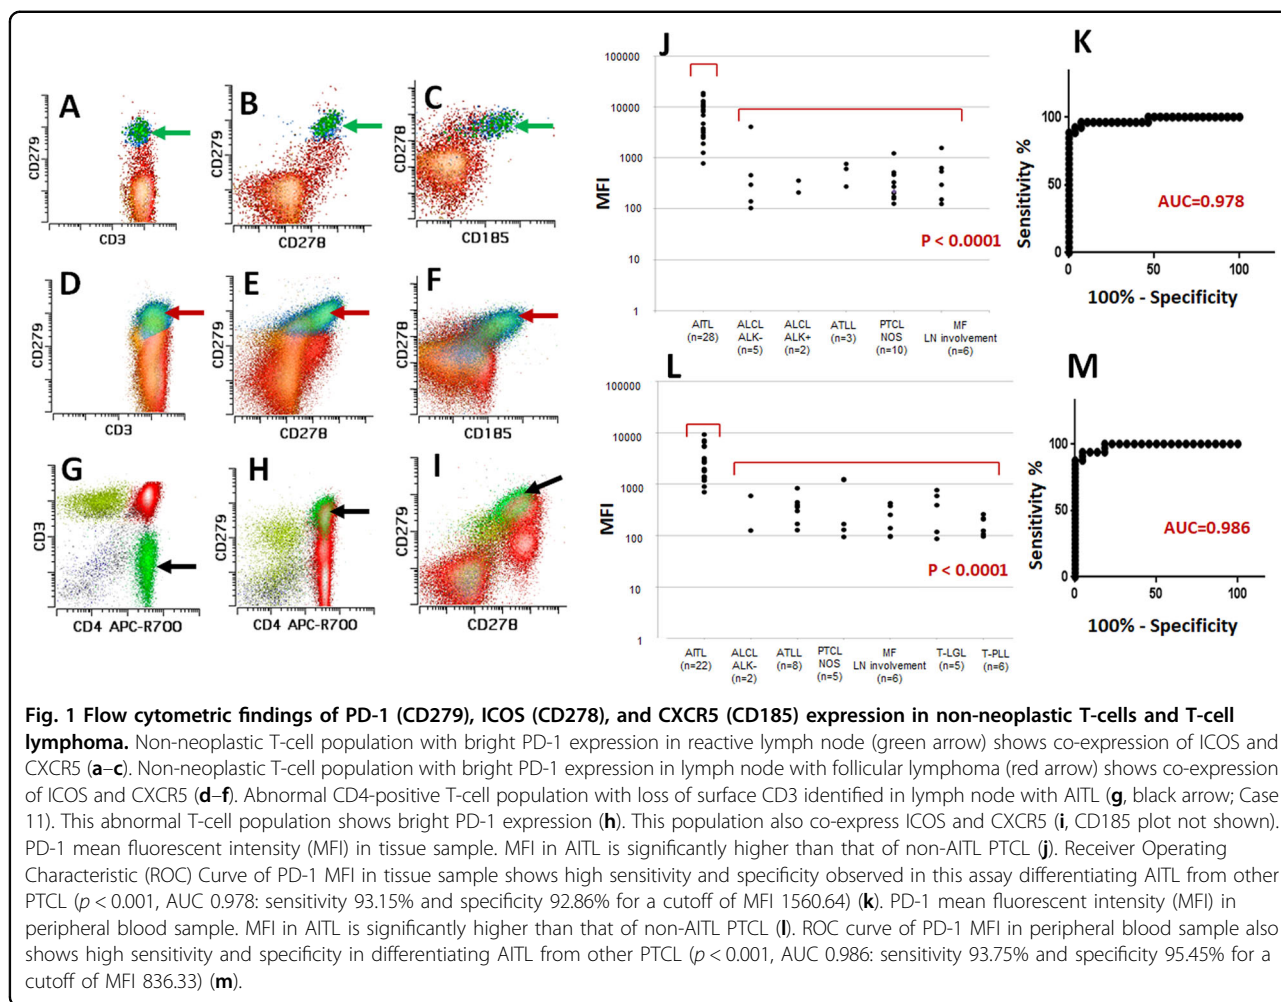 A
CD279
CD3
B
CD279
CD278
C
CD278
CD185
D
CD279
CD3
E
CD279
CD278
F
CD278
CD185
G
CD3
CD4 APC-R700
H
CD279
CD4 APC-R700
I
CD279
CD278
J
MFI
100000
10000
1000
100
10
1
P < 0.0001
AITL
(n=28)
ALCL
ALK-
(n=5)
ALCL
ALK+
(n=2)
ATLL
(n=3)
PTCL
NOS
(n=10)
MF
LN involvement
(n=6)
K
Sensitivity %
100
50
0
AUC=0.978
0 50 100
100% - Specificity
L
MFI
100000
10000
1000
100
10
1
P < 0.0001
AITL
(n=22)
ALCL
ALK-
(n=2)
ATLL
(n=8)
PTCL
NOS
(n=5)
MF
LN involvement
(n=6)
T-LGL
(n=5)
T-PLL
(n=6)
M
Sensitivity %
100
50
0
AUC=0.986
0 50 100
100% - Specificity
Fig. 1 Flow cytometric findings of PD-1 (CD279), ICOS (CD278), and CXCR5 (CD185) expression in non-neoplastic T-cells and T-cell
lymphoma. Non-neoplastic T-cell population with bright PD-1 expression in reactive lymph node (green arrow) shows co-expression of ICOS and
CXCR5 (a–c). Non-neoplastic T-cell population with bright PD-1 expression in lymph node with follicular lymphoma (red arrow) shows co-expression
of ICOS and CXCR5 (d–f). Abnormal CD4-positive T-cell population with loss of surface CD3 identified in lymph node with AITL (g, black arrow; Case
11). This abnormal T-cell population shows bright PD-1 expression (h). This population also co-express ICOS and CXCR5 (i, CD185 plot not shown).
PD-1 mean fluorescent intensity (MFI) in tissue sample. MFI in AITL is significantly higher than that of non-AITL PTCL (j). Receiver Operating
Characteristic (ROC) Curve of PD-1 MFI in tissue sample shows high sensitivity and specificity observed in this assay differentiating AITL from other
PTCL (p < 0.001, AUC 0.978: sensitivity 93.15% and specificity 92.86% for a cutoff of MFI 1560.64) (k). PD-1 mean fluorescent intensity (MFI) in
peripheral blood sample. MFI in AITL is significantly higher than that of non-AITL PTCL (l). ROC curve of PD-1 MFI in peripheral blood sample also
shows high sensitivity and specificity in differentiating AITL from other PTCL (p < 0.001, AUC 0.986: sensitivity 93.75% and specificity 95.45% for a
cutoff of MFI 836.33) (m).